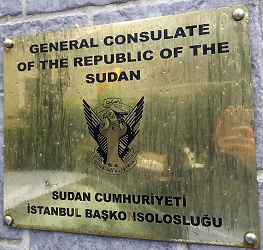 GENERAL CONSULATE
OF THE REPUBLIC OF THE
SUDAN
SUDAN CUMHURİYETİ
İSTANBUL BAŞKO ISOLOSLUĞU